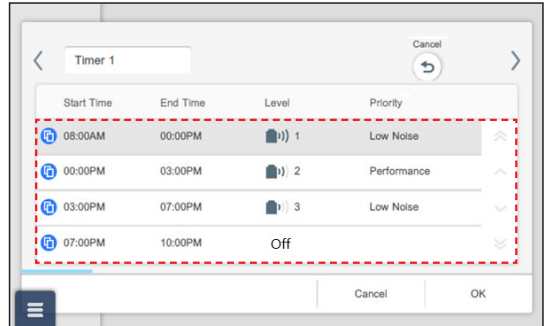 Cancel
Timer 1
Start Time End Time Level Priority
08:00AM 00:00PM 1 Low Noise
00:00PM 03:00PM 2 Performance
03:00PM 07:00PM 3 Low Noise
07:00PM 10:00PM Off
Cancel OK